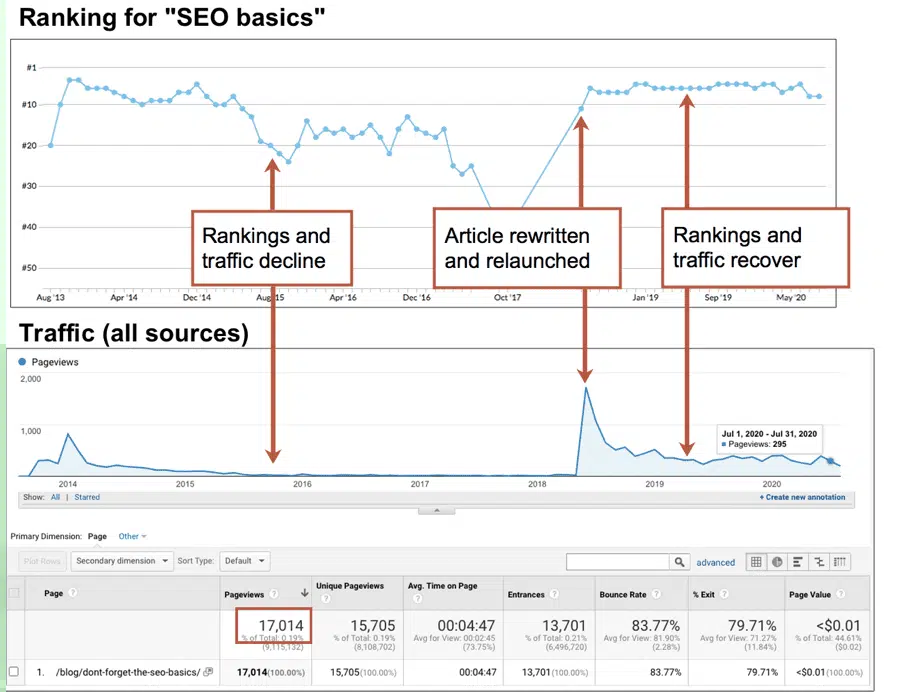 Ranking for "SEO basics"
#1
#10
#20
#30
#40
#50
Rankings and
traffic decline
Article rewritten
and relaunched
Rankings and
traffic recover
Aug '13 Apr '14 Dec '14 Aug '15 Apr '16 Dec '16 Oct '17 Jan '19 Sep '19 May '20
Traffic (all sources)
Pageviews
2,000
1,000
Jul 1, 2020 - Jul 31, 2020
Pageviews: 295
2014 2015 2016 2017 2018 2019 2020
Show: All | Starred
+ Create new annotation
Primary Dimension: Page Other
Plot Rows Secondary dimension Sort Type: Default advanced
Page ? Pageviews ? Unique Pageviews ? Avg. Time on Page ? Entrances ? Bounce Rate ? % Exit ? Page Value ?
17,014 15,705 00:04:47 13,701 83.77% 79.71% <$0.01
% of Total: 0.19% % of Total: 0.19% Avg for View: 00:02:45 % of Total: 0.21% Avg for View: 81.90% Avg for View: 71.27% % of Total: 44.61%
(9,115,132) (8,108,702) (73.75%) (6,496,720) (2.28%) (11.84%) ($0.02)
1. /blog/dont-forget-the-seo-basics/ 17,014(100.00%) 15,705(100.00%) 00:04:47 13,701(100.00%) 83.77% 79.71% <$0.01(100.00%)